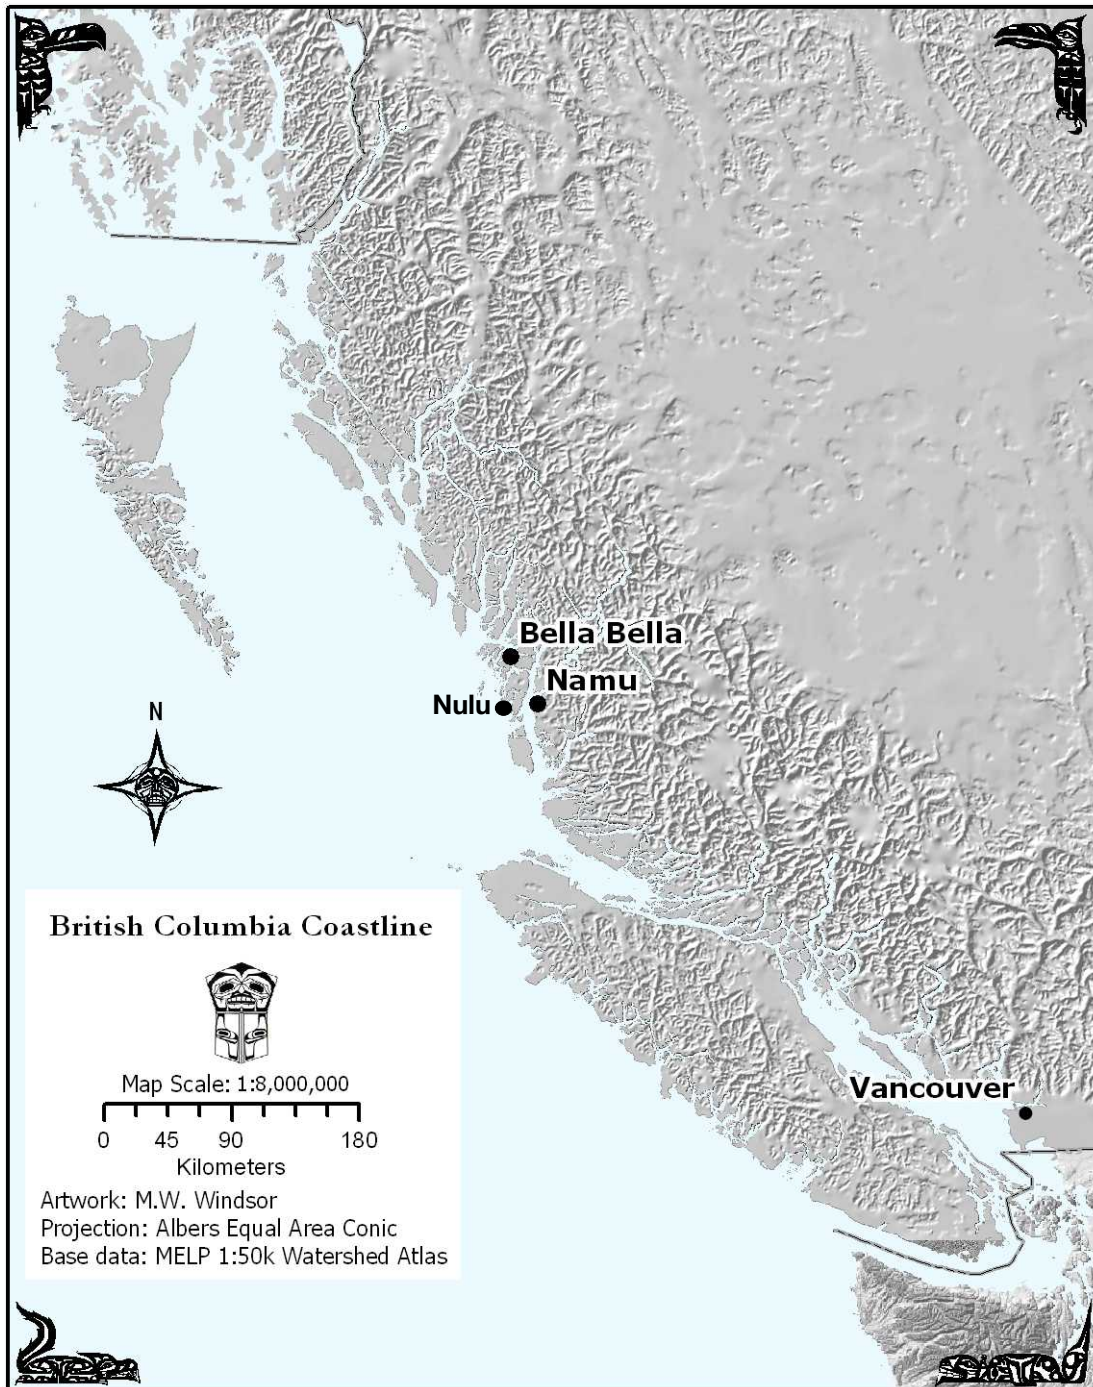 Bella Bella
Namu
Nulu
N
British Columbia Coastline
Map Scale: 1:8,000,000
0 45 90 180
Kilometers
Artwork: M.W. Windsor
Projection: Albers Equal Area Conic
Base data: MELP 1:50k Watershed Atlas
Vancouver